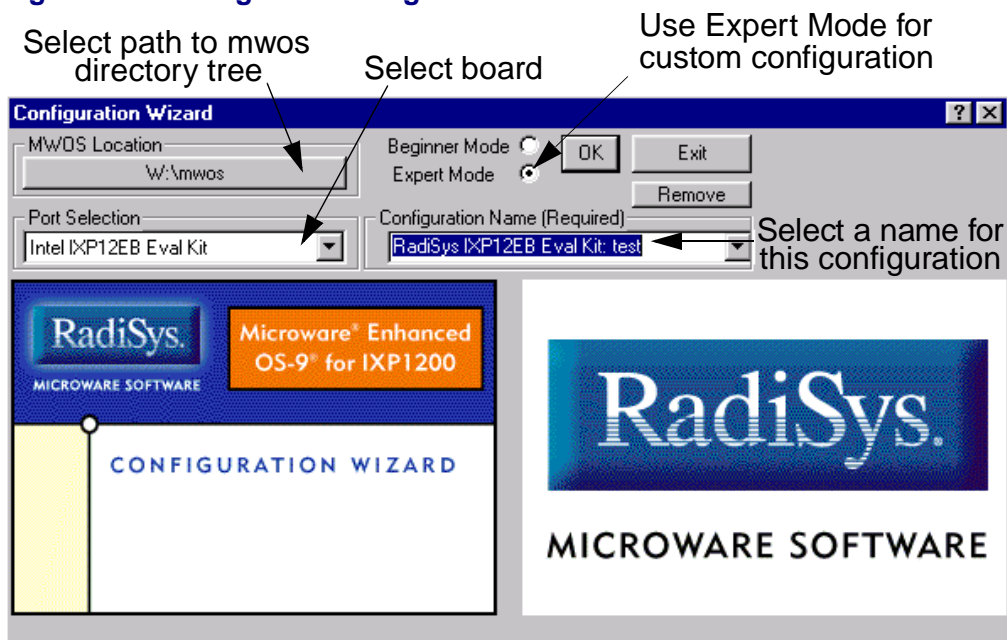 Select path to mwos
directory tree
Select board
Use Expert Mode for
custom configuration
Configuration Wizard
MWOS Location
W:\mwos
Beginner Mode
Expert Mode
OK
Exit
Remove
Port Selection
Intel IXP12EB Eval Kit
Configuration Name (Required)
RadiSys IXP12EB Eval Kit: test
Select a name for
this configuration
RadiSys.
MICROWARE SOFTWARE
Microware® Enhanced
OS-9® for IXP1200
CONFIGURATION WIZARD
RadiSys.
MICROWARE SOFTWARE